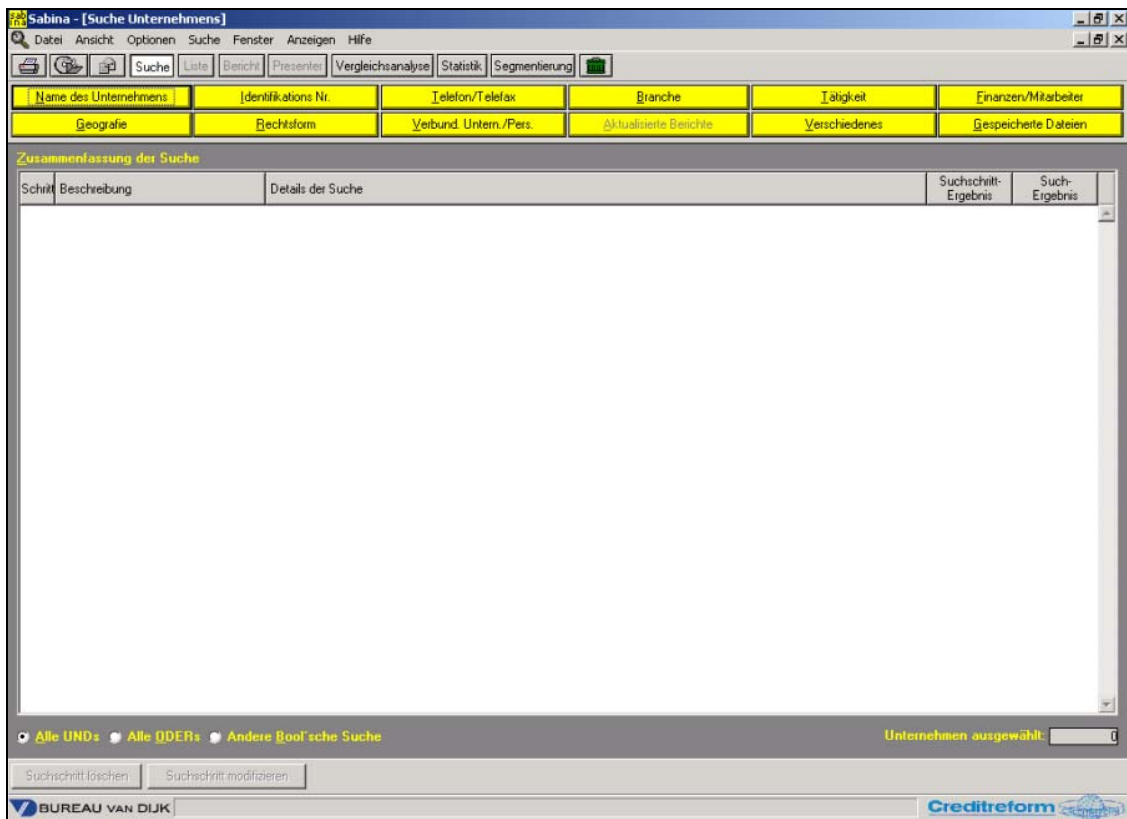 sab ina Sabina - [Suche Unternehmens]
Datei Ansicht Optionen Suche Fenster Anzeigen Hilfe
Suche Liste Bericht Presenter Vergleichsanalyse Statistik Segmentierung
Name des Unternehmens Identifikations Nr. Telefon/Telefax Branche Tätigkeit Finanzen/Mitarbeiter
Geografie Rechtsform Verbund. Untern./Pers. Aktualisierte Berichte Verschiedenes Gespeicherte Dateien
Zusammenfassung der Suche
Schritt Beschreibung Details der Suche Suchschritt-Ergebnis Such-Ergebnis
Alle UNDs Alle ODERs Andere Bool'sche Suche Unternehmen ausgewählt: 0
Suchschritt löschen Suchschritt modifizieren
BUREAU VAN DIJK Creditreform